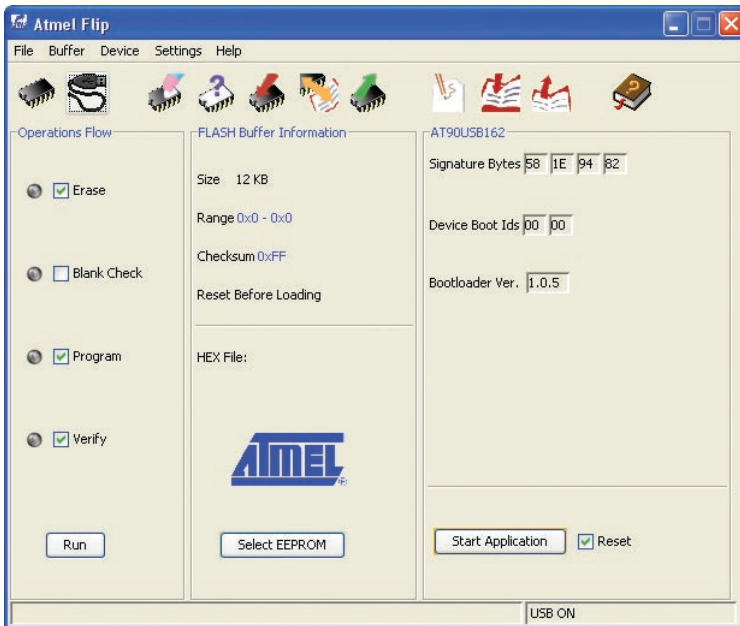 Atmel Flip
File Buffer Device Settings Help
Operations Flow
Erase
Blank Check
Program
Verify
Run
FLASH Buffer Information
Size 12 KB
Range 0x0 - 0x0
Checksum 0xFF
Reset Before Loading
HEX File:
ATMEL ®
Select EEPROM
AT90USB162
Signature Bytes 58 1E 94 82
Device Boot Ids 00 00
Bootloader Ver. 1.0.5
Start Application Reset
USB ON